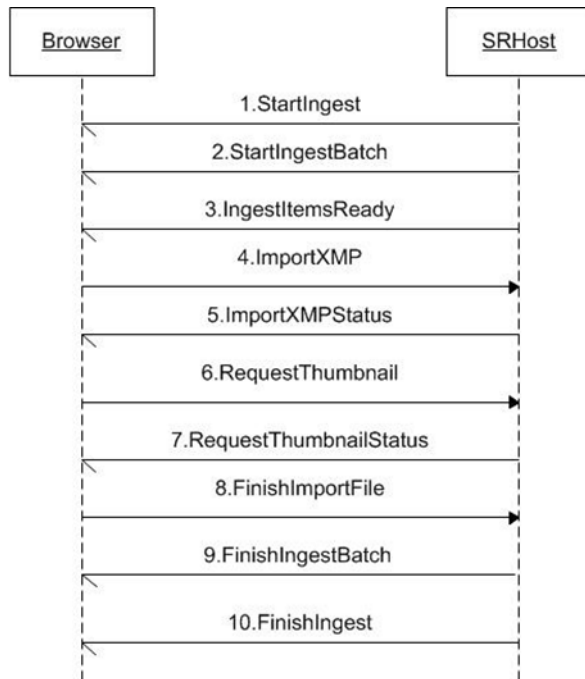 Browser
SRHost
1.StartIngest
2.StartIngestBatch
3.IngestItemsReady
4.ImportXMP
5.ImportXMPStatus
6.RequestThumbnail
7.RequestThumbnailStatus
8.FinishImportFile
9.FinishIngestBatch
10.FinishIngest